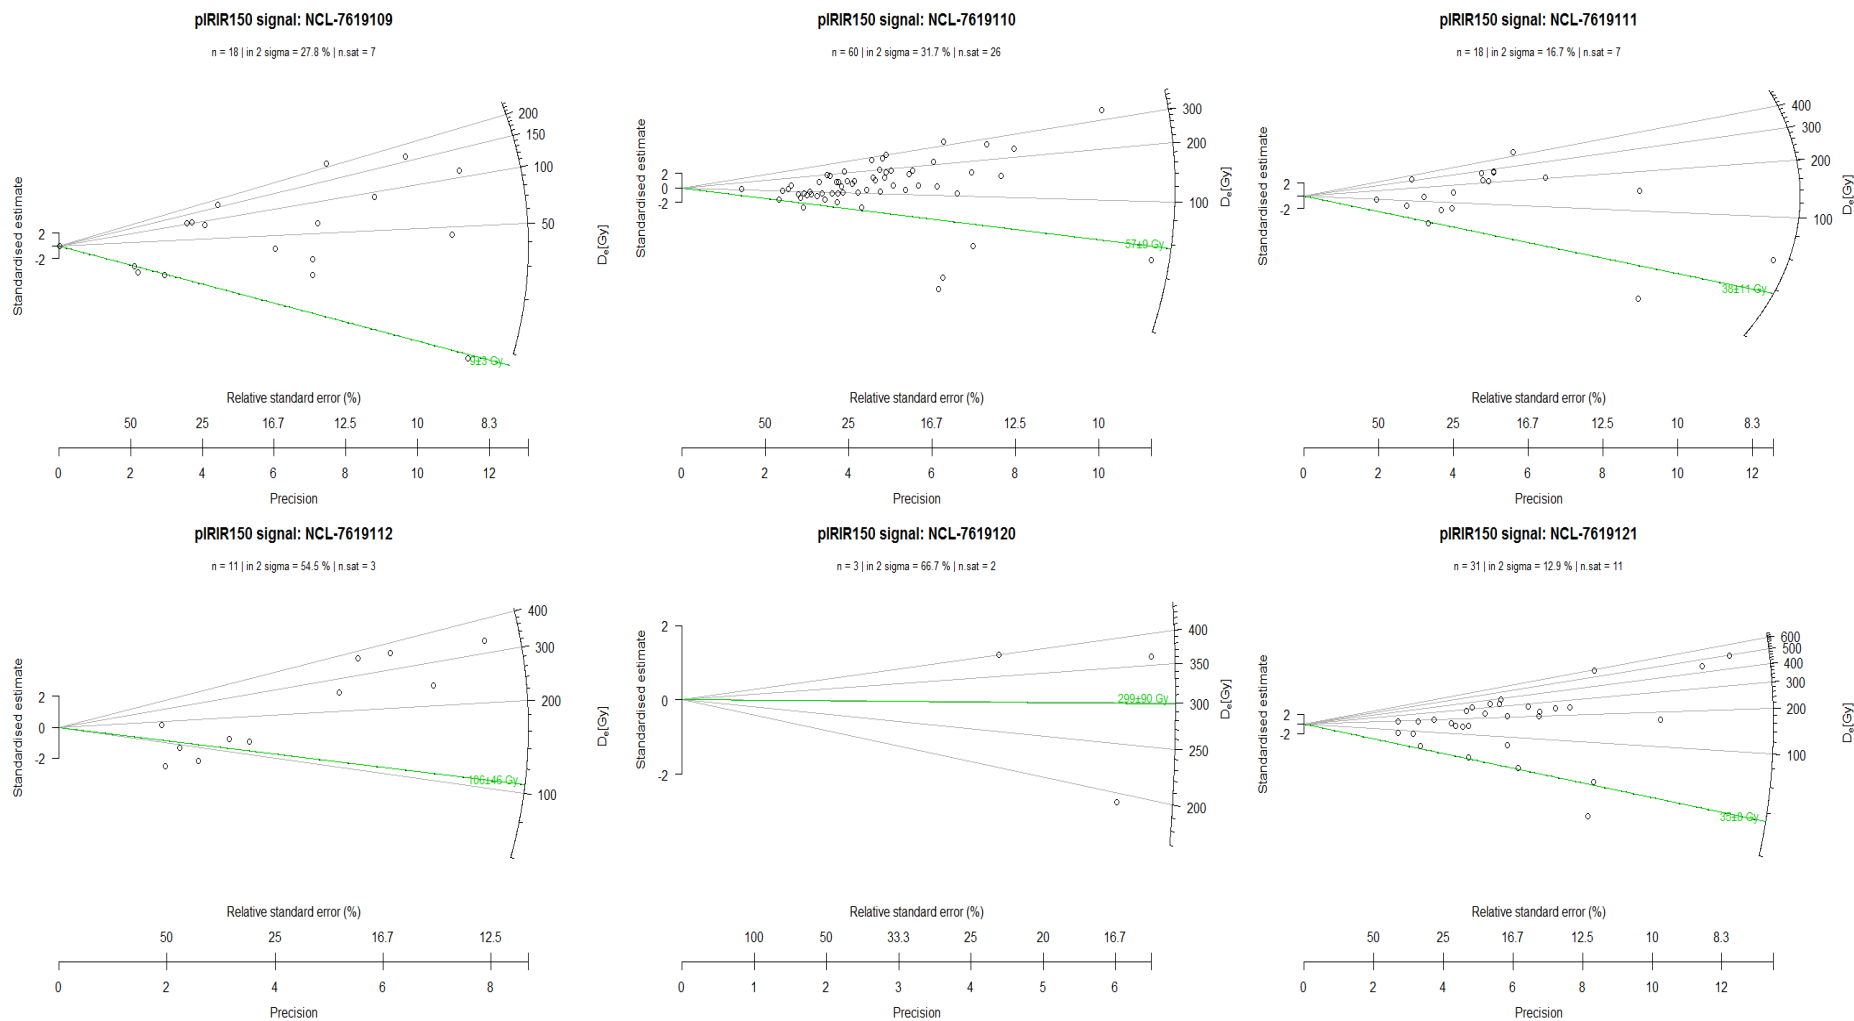 pIRIR150 signal: NCL-7619109
n = 18 | in 2 sigma = 27.8 % | n.sat = 7
Standardised estimate
2
-2
200
150
100
50
De[Gy]
9±3 Gy
Relative standard error (%)
50 25 16.7 12.5 10 8.3
0 2 4 6 8 10 12
Precision
pIRIR150 signal: NCL-7619110
n = 60 | in 2 sigma = 31.7 % | n.sat = 26
Standardised estimate
2
0
-2
300
200
100
De[Gy]
57±9 Gy
Relative standard error (%)
50 25 16.7 12.5 10
0 2 4 6 8 10
Precision
pIRIR150 signal: NCL-7619111
n = 18 | in 2 sigma = 16.7 % | n.sat = 7
Standardised estimate
2
-2
400
300
200
100
De[Gy]
38±11 Gy
Relative standard error (%)
50 25 16.7 12.5 10 8.3
0 2 4 6 8 10 12
Precision
pIRIR150 signal: NCL-7619112
n = 11 | in 2 sigma = 54.5 % | n.sat = 3
Standardised estimate
2
0
-2
400
300
200
100
De[Gy]
Relative standard error (%)
50 25 16.7 12.5
0 2 4 6 8
Precision
pIRIR150 signal: NCL-7619120
n = 3 | in 2 sigma = 66.7 % | n.sat = 2
Standardised estimate
2
0
-2
400
350
300
250
200
De[Gy]
299±90 Gy
Relative standard error (%)
100 50 33.3 25 20 16.7
0 1 2 3 4 5 6
Precision
pIRIR150 signal: NCL-7619121
n = 31 | in 2 sigma = 12.9 % | n.sat = 11
Standardised estimate
2
-2
600
500
400
300
200
100
De[Gy]
Relative standard error (%)
50 25 16.7 12.5 10 8.3
0 2 4 6 8 10 12
Precision